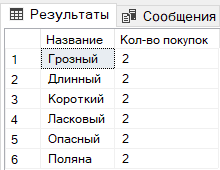 Результаты Сообщения
Название Кол-во покупок
1 Грозный 2
2 Длинный 2
3 Короткий 2
4 Ласковый 2
5 Опасный 2
6 Поляна 2